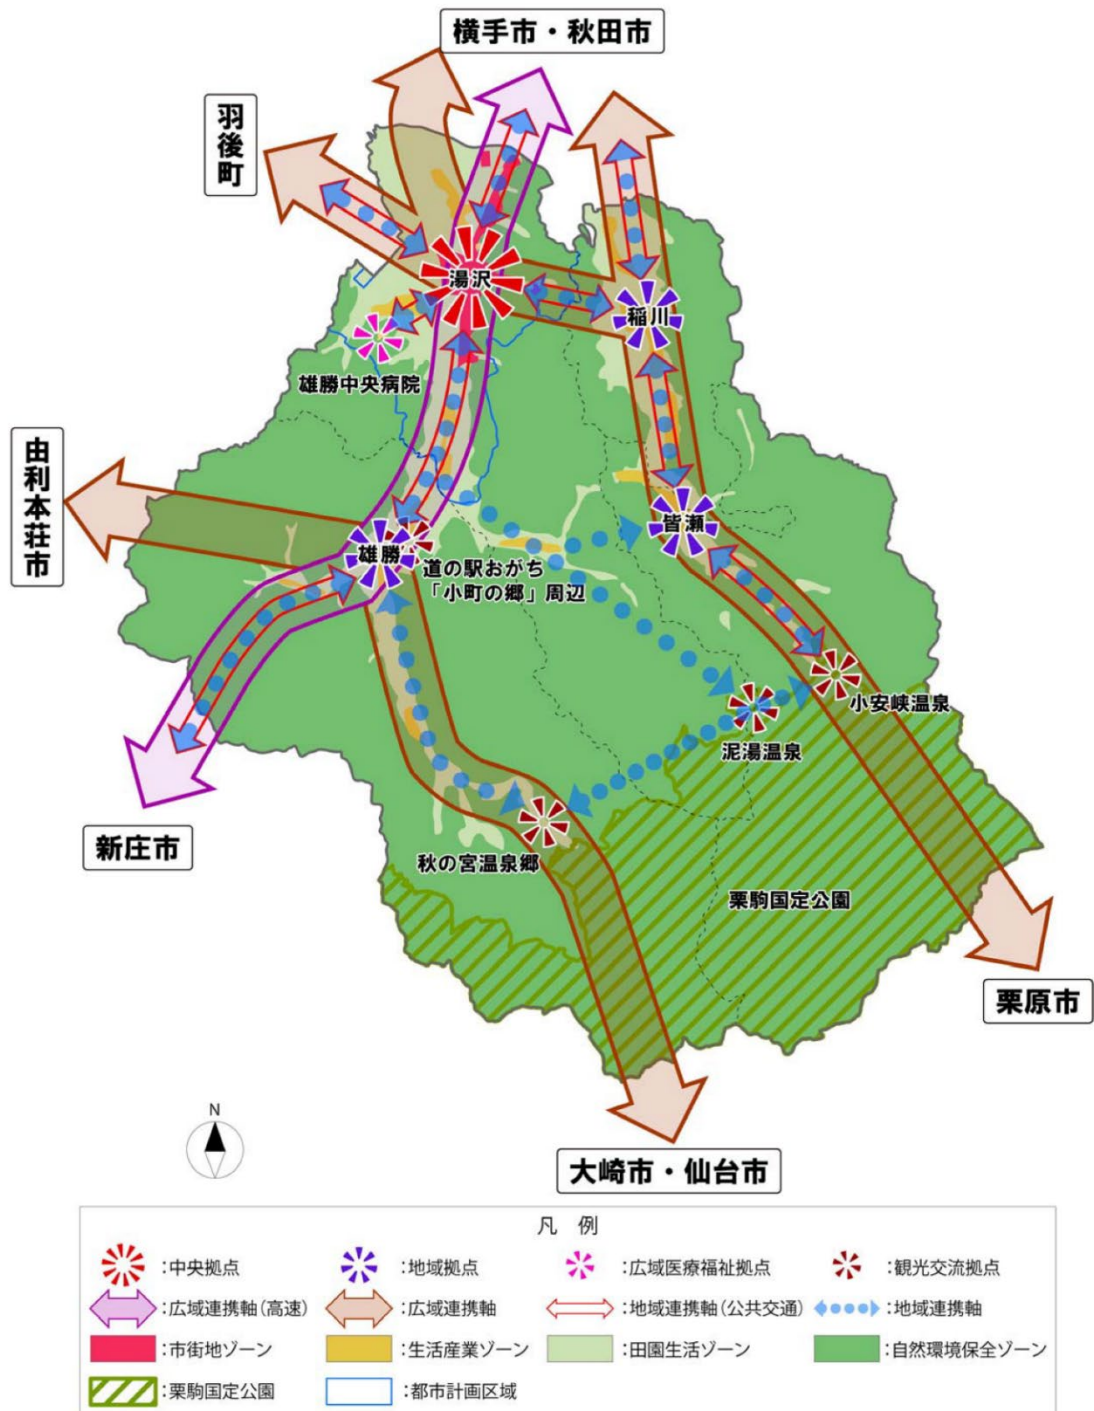 横手市・秋田市
羽後町
湯沢
稲川
雄勝中央病院
由利本荘市
皆瀬
雄勝
道の駅おがち
「小町の郷」周辺
小安峡温泉
泥湯温泉
新庄市
秋の宮温泉郷
栗駒国定公園
栗原市
N
大崎市・仙台市
凡 例
:中央拠点
:地域拠点
:広域医療福祉拠点
:観光交流拠点
:広域連携軸(高速)
:広域連携軸
:地域連携軸(公共交通)
:地域連携軸
:市街地ゾーン
:生活産業ゾーン
:田園生活ゾーン
:自然環境保全ゾーン
:栗駒国定公園
:都市計画区域